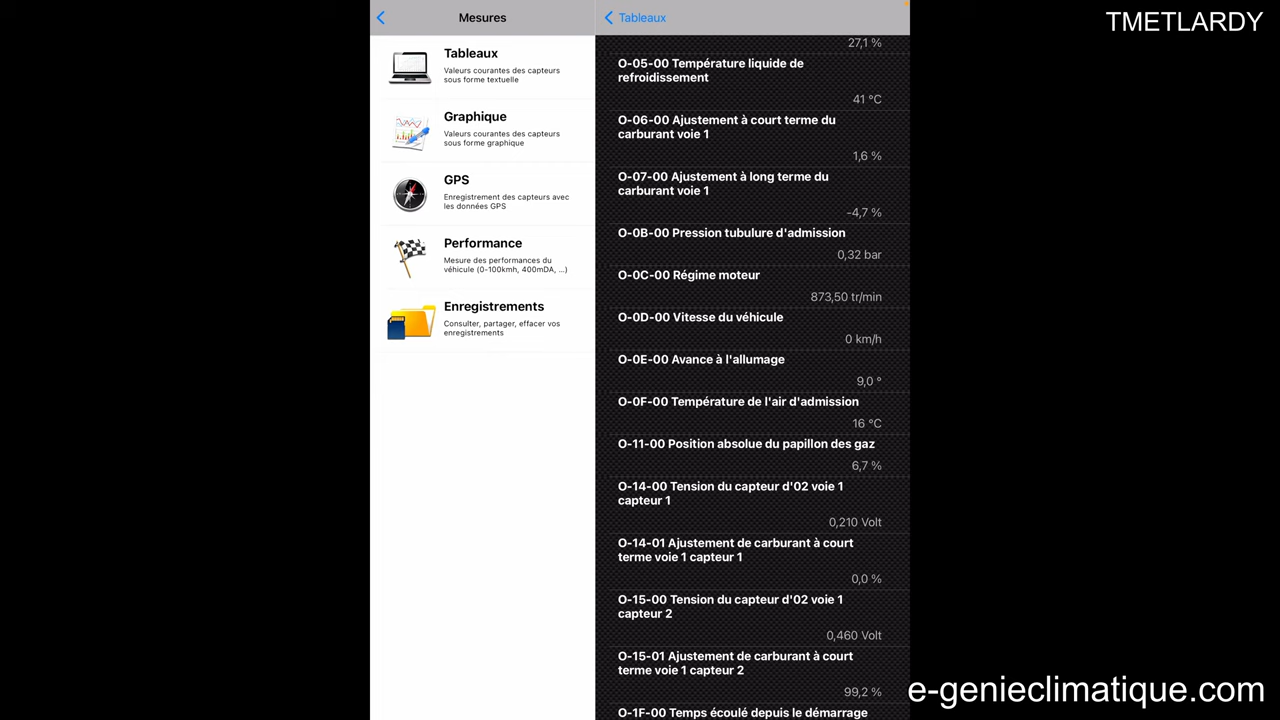 Mesures
Tableaux
Valeurs courantes des capteurs
sous forme textuelle
Graphique
Valeurs courantes des capteurs
sous forme graphique
GPS
Enregistrement des capteurs avec
les données GPS
Performance
Mesure des performances du
véhicule (0-100kmh, 400mDA, ...)
Enregistrements
Consulter, partager, effacer vos
enregistrements
Tableaux
27,1 %
O-05-00 Température liquide de
refroidissement
41 °C
O-06-00 Ajustement à court terme du
carburant voie 1
1,6 %
O-07-00 Ajustement à long terme du
carburant voie 1
-4,7 %
O-0B-00 Pression tubulure d'admission
0,32 bar
O-0C-00 Régime moteur
873,50 tr/min
O-0D-00 Vitesse du véhicule
0 km/h
O-0E-00 Avance à l'allumage
9,0 °
O-0F-00 Température de l'air d'admission
16 °C
O-11-00 Position absolue du papillon des gaz
6,7 %
O-14-00 Tension du capteur d'02 voie 1
capteur 1
0,210 Volt
O-14-01 Ajustement de carburant à court
terme voie 1 capteur 1
0,0 %
O-15-00 Tension du capteur d'02 voie 1
capteur 2
0,460 Volt
O-15-01 Ajustement de carburant à court
terme voie 1 capteur 2
99,2 %
O-1F-00 Temps écoulé depuis le démarrage
TMETLARDY
e-genieclimatique.com